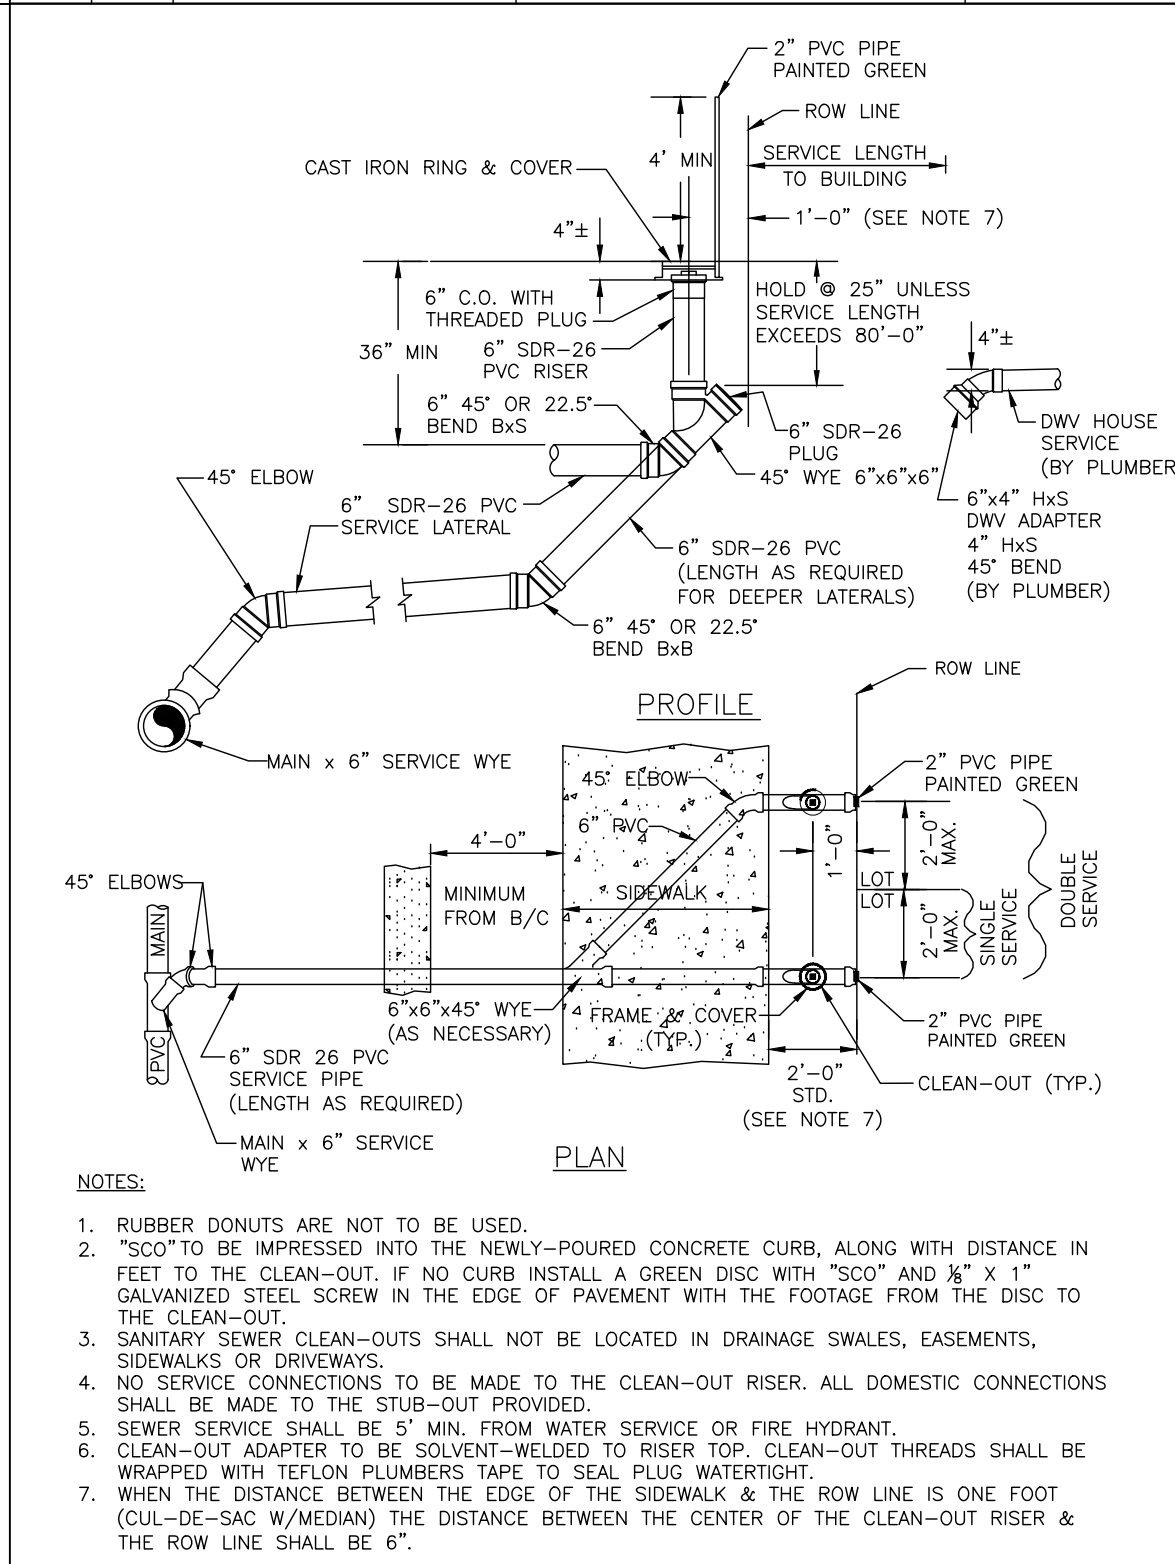 2" PVC PIPE
PAINTED GREEN
ROW LINE
4' MIN
SERVICE LENGTH
TO BUILDING
CAST IRON RING & COVER
1'-0" (SEE NOTE 7)
4"±
6" C.O. WITH
THREADED PLUG
HOLD @ 25" UNLESS
SERVICE LENGTH
EXCEEDS 80'-0"
36" MIN
6" SDR-26
PVC RISER
4"±
6" 45° OR 22.5°
BEND BxS
6" SDR-26
PLUG
DWV HOUSE
SERVICE
(BY PLUMBER
45° WYE 6"x6"x6"
45° ELBOW
6" SDR-26 PVC
SERVICE LATERAL
6"x4" HxS
DWV ADAPTER
4" HxS
45° BEND
(BY PLUMBER)
6" SDR-26 PVC
(LENGTH AS REQUIRED
FOR DEEPER LATERALS)
6" 45° OR 22.5°
BEND BxB
PROFILE
ROW LINE
MAIN x 6" SERVICE WYE
45° ELBOW
2" PVC PIPE
PAINTED GREEN
6" PVC
4'-0"
1'-0"
2'-0"
MAX.
45° ELBOWS
MINIMUM
FROM B/C
SIDEWALK
LOT
LOT
2'-0"
MAX.
SINGLE
SERVICE
DOUBLE
SERVICE
MAIN
PVC
6"x6"x45° WYE
(AS NECESSARY)
FRAME & COVER
(TYP.)
2" PVC PIPE
PAINTED GREEN
6" SDR 26 PVC
SERVICE PIPE
(LENGTH AS REQUIRED)
2'-0"
STD.
(SEE NOTE 7)
CLEAN-OUT (TYP.)
MAIN x 6" SERVICE
WYE
PLAN
NOTES:
1. RUBBER DONUTS ARE NOT TO BE USED.
2. "SCO" TO BE IMPRESSED INTO THE NEWLY-POURED CONCRETE CURB, ALONG WITH DISTANCE IN
FEET TO THE CLEAN-OUT. IF NO CURB INSTALL A GREEN DISC WITH "SCO" AND ⅛" X 1"
GALVANIZED STEEL SCREW IN THE EDGE OF PAVEMENT WITH THE FOOTAGE FROM THE DISC TO
THE CLEAN-OUT.
3. SANITARY SEWER CLEAN-OUTS SHALL NOT BE LOCATED IN DRAINAGE SWALES, EASEMENTS,
SIDEWALKS OR DRIVEWAYS.
4. NO SERVICE CONNECTIONS TO BE MADE TO THE CLEAN-OUT RISER. ALL DOMESTIC CONNECTIONS
SHALL BE MADE TO THE STUB-OUT PROVIDED.
5. SEWER SERVICE SHALL BE 5' MIN. FROM WATER SERVICE OR FIRE HYDRANT.
6. CLEAN-OUT ADAPTER TO BE SOLVENT-WELDED TO RISER TOP. CLEAN-OUT THREADS SHALL BE
WRAPPED WITH TEFLON PLUMBERS TAPE TO SEAL PLUG WATERTIGHT.
7. WHEN THE DISTANCE BETWEEN THE EDGE OF THE SIDEWALK & THE ROW LINE IS ONE FOOT
(CUL-DE-SAC W/MEDIAN) THE DISTANCE BETWEEN THE CENTER OF THE CLEAN-OUT RISER &
THE ROW LINE SHALL BE 6".